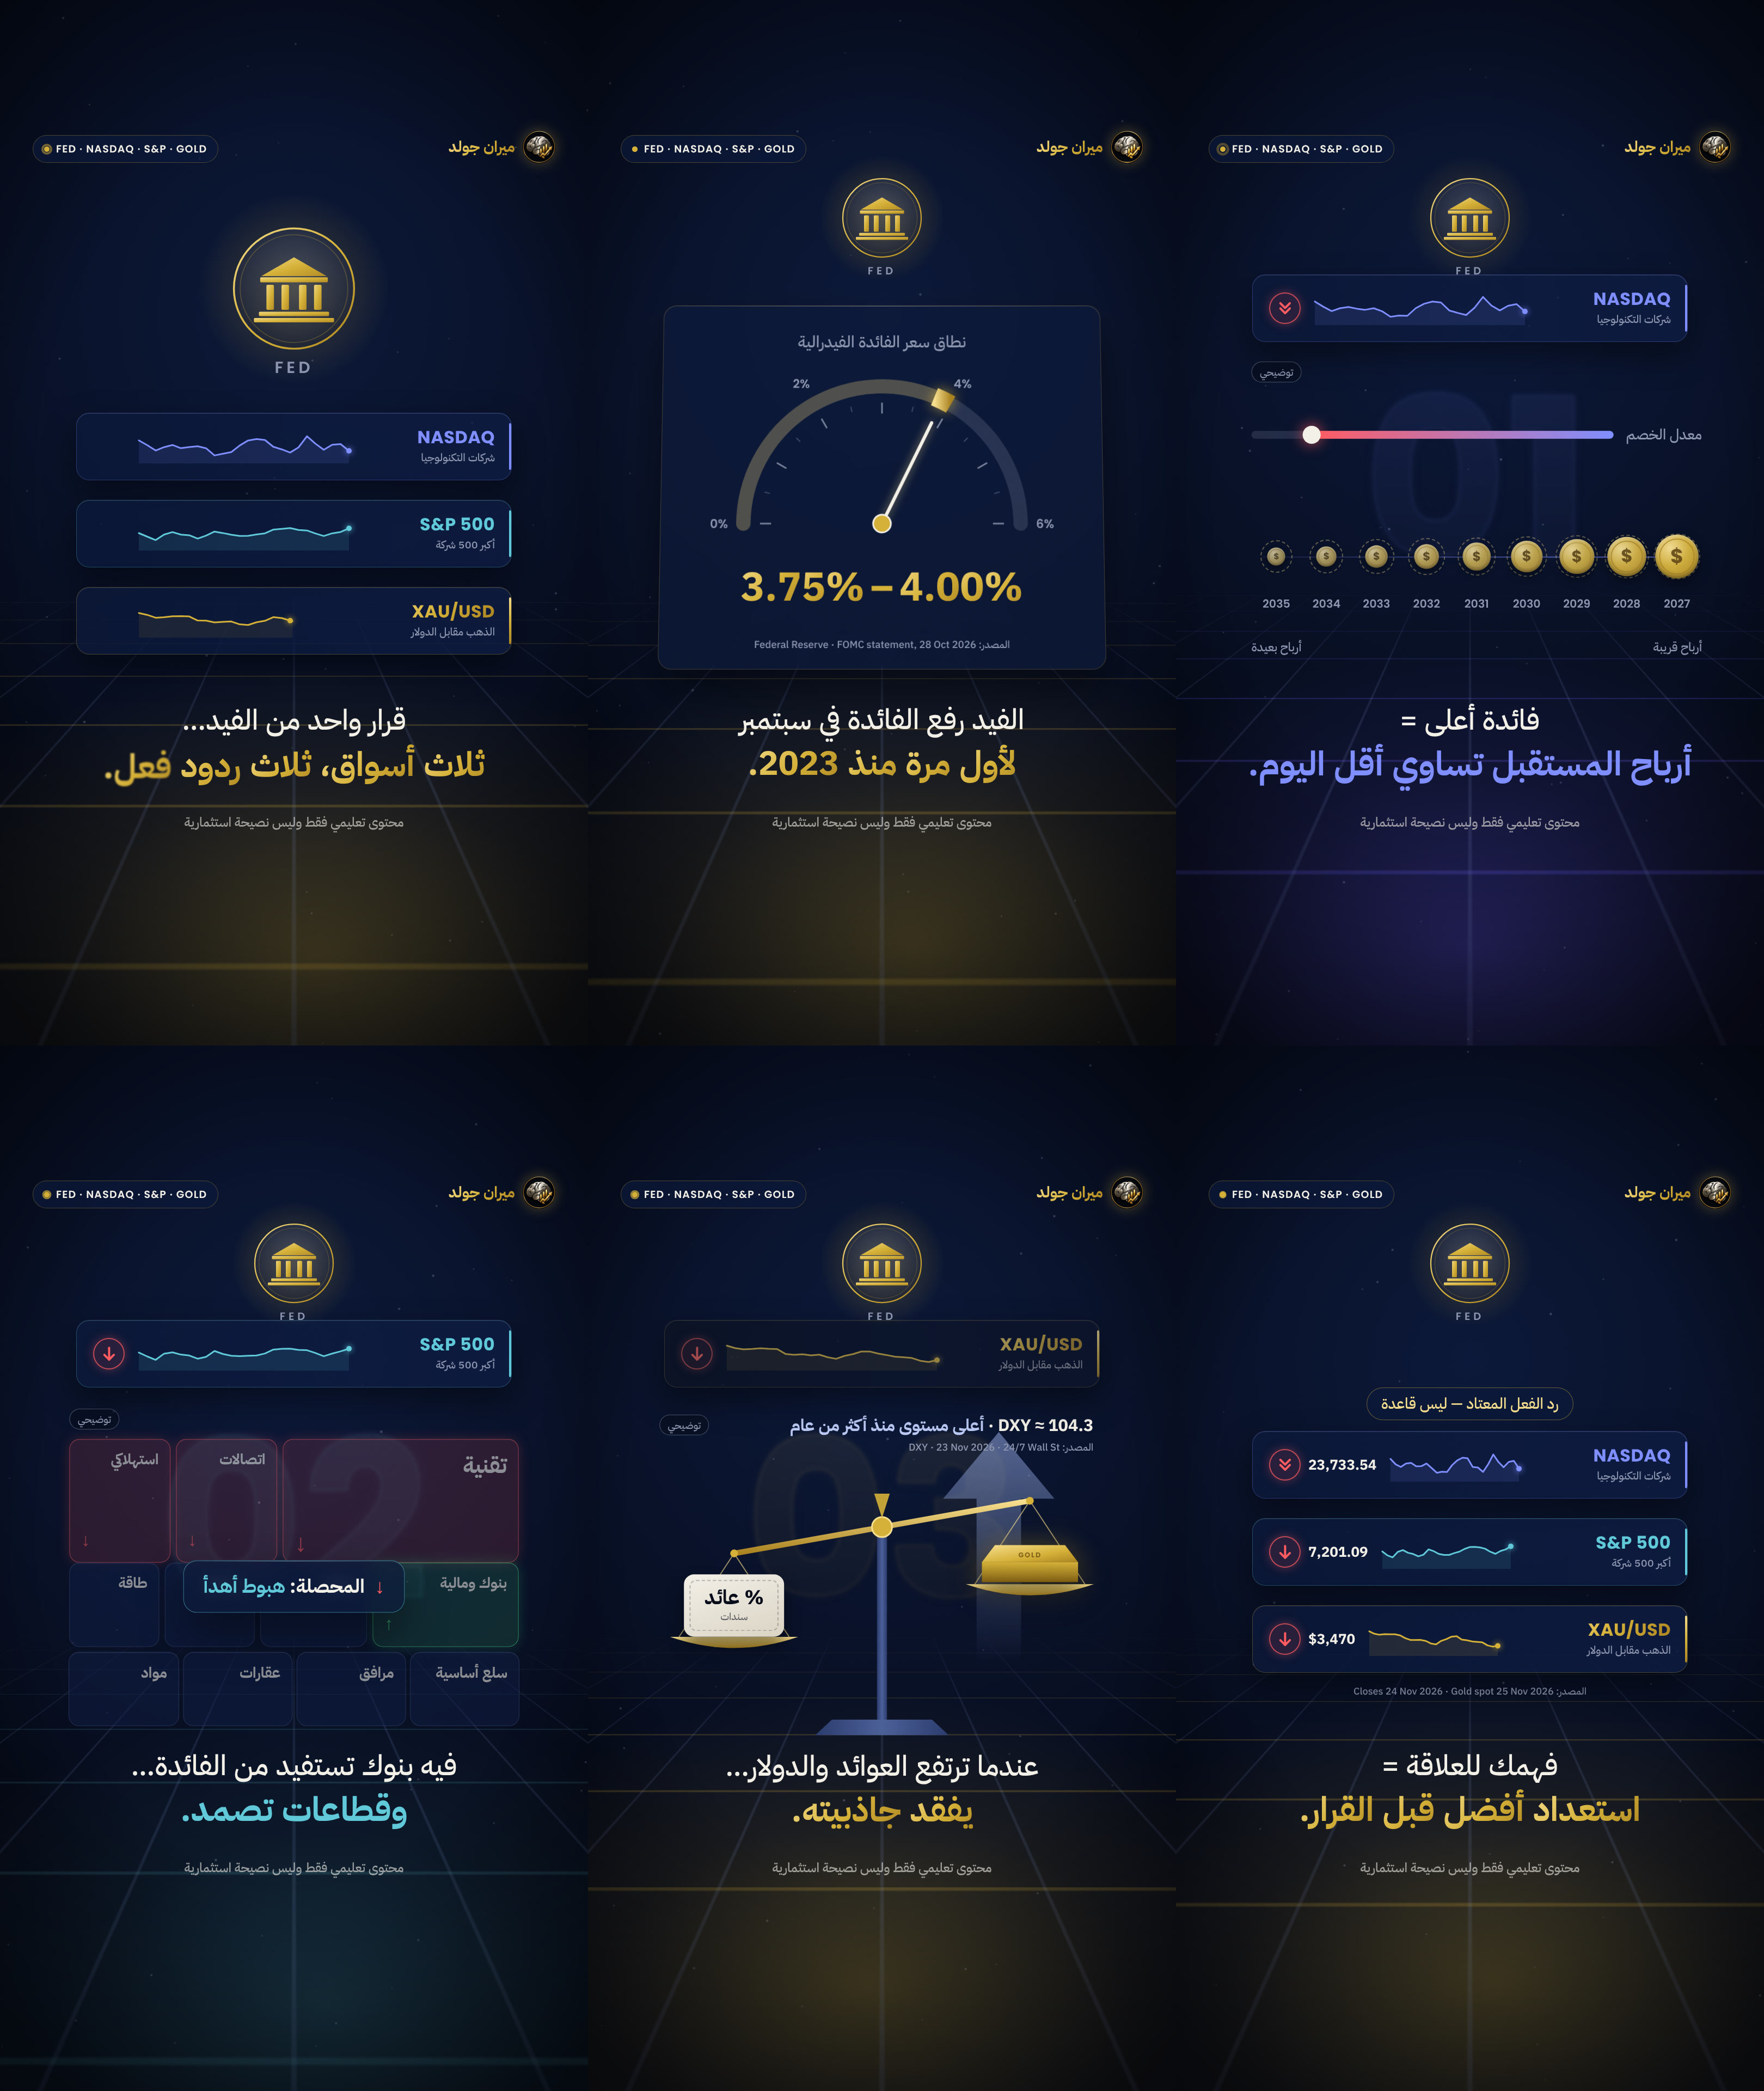 FED · NASDAQ · S&P · GOLD
ميران جولد
FED
NASDAQ
شركات التكنولوجيا
S&P 500
أكبر 500 شركة
XAU/USD
الذهب مقابل الدولار
قرار واحد من الفيد...
ثلاث أسواق، ثلاث ردود فعل.
محتوى تعليمي فقط وليس نصيحة استثمارية
FED · NASDAQ · S&P · GOLD
ميران جولد
FED
نطاق سعر الفائدة الفيدرالية
2%
4%
0%
6%
3.75% – 4.00%
المصدر: Federal Reserve · FOMC statement, 28 Oct 2026
الفيد رفع الفائدة في سبتمبر
لأول مرة منذ 2023.
محتوى تعليمي فقط وليس نصيحة استثمارية
FED · NASDAQ · S&P · GOLD
ميران جولد
FED
NASDAQ
شركات التكنولوجيا
توضيحي
01
معدل الخصم
$ $ $ $ $ $ $ $ $
2035 2034 2033 2032 2031 2030 2029 2028 2027
أرباح قريبة
أرباح بعيدة
فائدة أعلى =
أرباح المستقبل تساوي أقل اليوم.
محتوى تعليمي فقط وليس نصيحة استثمارية
FED · NASDAQ · S&P · GOLD
ميران جولد
FED
S&P 500
أكبر 500 شركة
توضيحي
02
تقنية
اتصالات
استهلاكي
بنوك ومالية
طاقة
↓ المحصلة: هبوط أهدأ
سلع أساسية
مرافق
عقارات
مواد
فيه بنوك تستفيد من الفائدة...
وقطاعات تصمد.
محتوى تعليمي فقط وليس نصيحة استثمارية
FED · NASDAQ · S&P · GOLD
ميران جولد
FED
XAU/USD
الذهب مقابل الدولار
DXY ≈ 104.3 · أعلى مستوى منذ أكثر من عام
توضيحي
المصدر: DXY · 23 Nov 2026 · 24/7 Wall St
03
GOLD
% عائد
سندات
عندما ترتفع العوائد والدولار...
يفقد جاذبيته.
محتوى تعليمي فقط وليس نصيحة استثمارية
FED · NASDAQ · S&P · GOLD
ميران جولد
FED
رد الفعل المعتاد — ليس قاعدة
NASDAQ
شركات التكنولوجيا
23,733.54
S&P 500
أكبر 500 شركة
7,201.09
XAU/USD
الذهب مقابل الدولار
$3,470
المصدر: Closes 24 Nov 2026 · Gold spot 25 Nov 2026
فهمك للعلاقة =
استعداد أفضل قبل القرار.
محتوى تعليمي فقط وليس نصيحة استثمارية